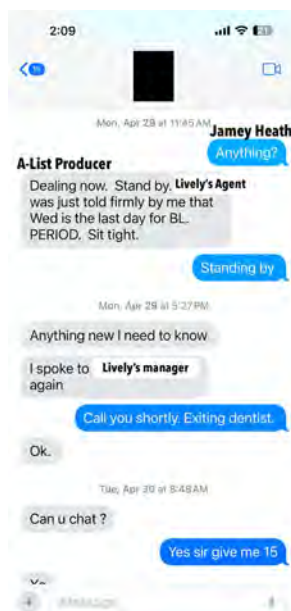 2:09
Mon, Apr 29 at 11:45 AM
Jamey Heath
Anything?
A-List Producer
Dealing now. Stand by. Lively's Agent
was just told firmly by me that
Wed is the last day for BL.
PERIOD. Sit tight.
Standing by
Mon, Apr 29 at 5:27 PM
Anything new I need to know
I spoke to Lively's manager
again
Call you shortly. Exiting dentist.
Ok.
Tue, Apr 30 at 8:48 AM
Can u chat ?
Yes sir give me 15